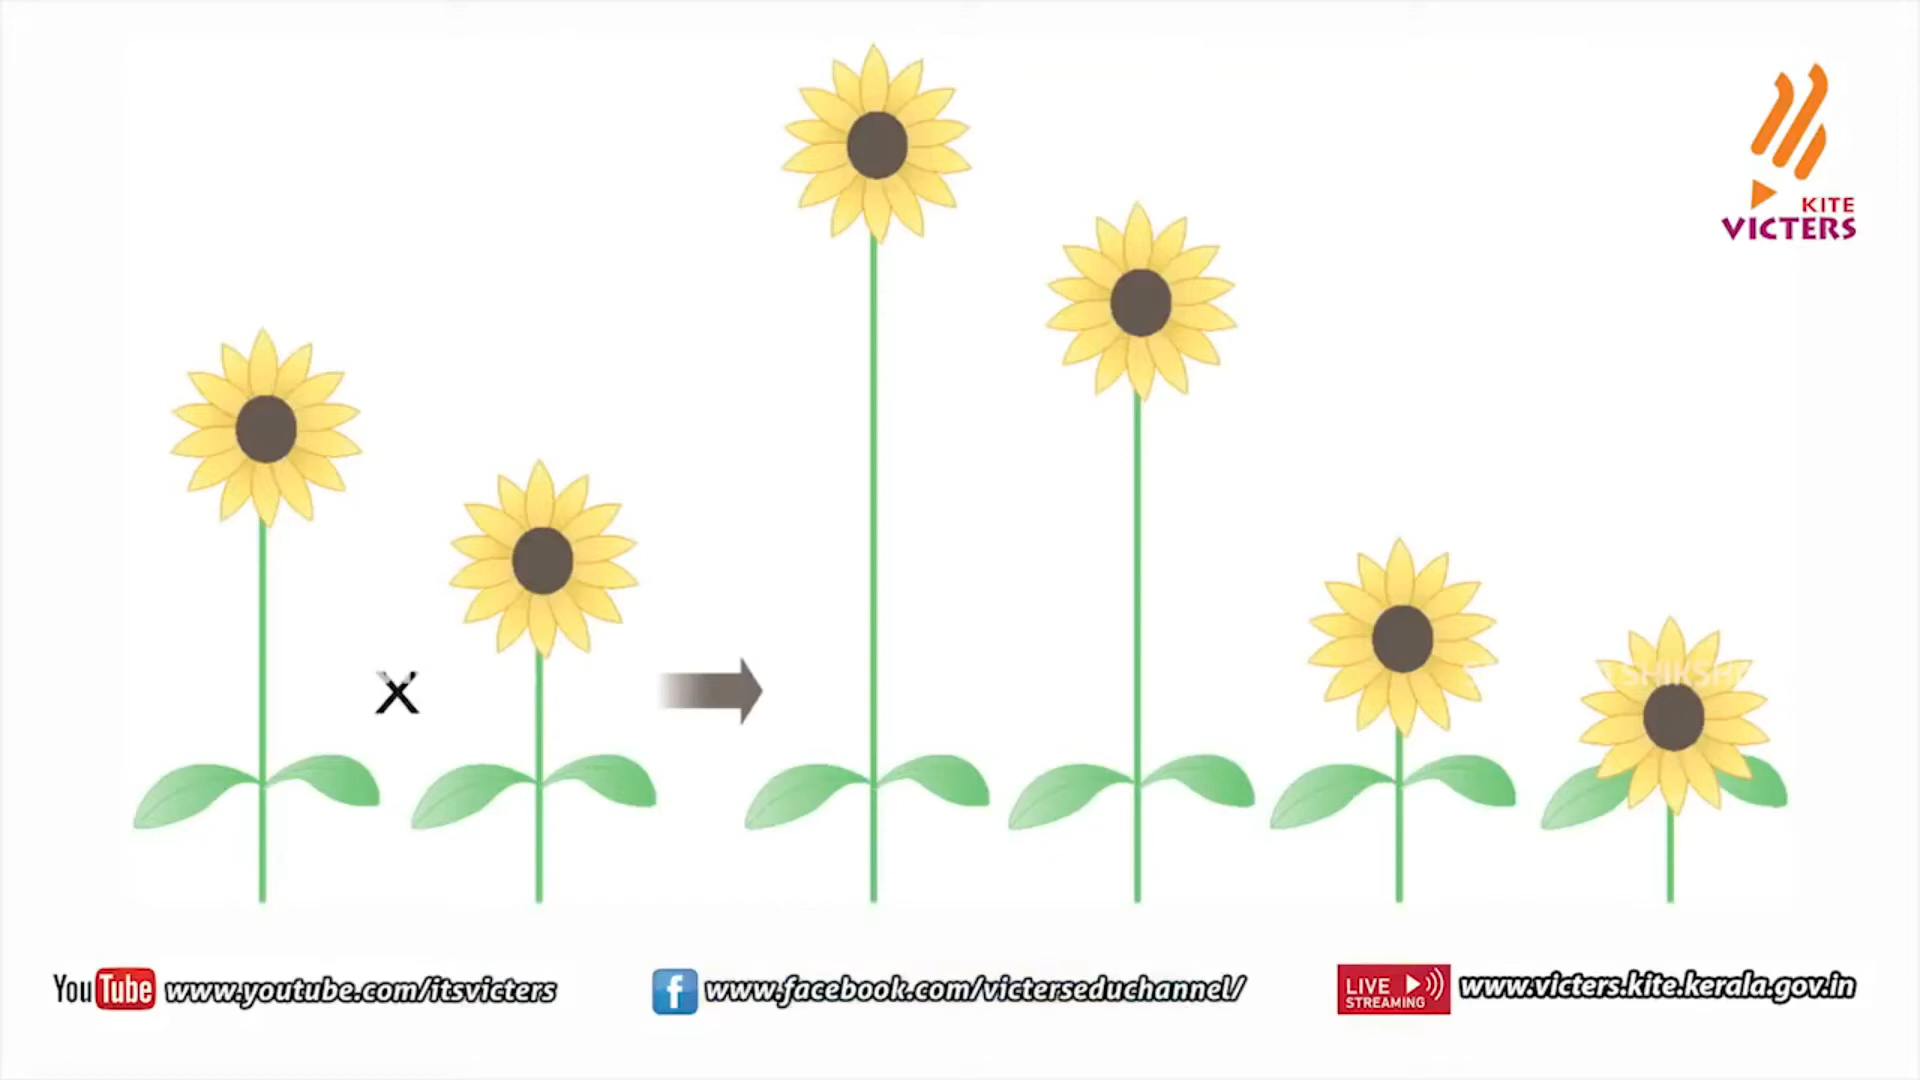 KITE
VICTERS
X
SHIKSHA
You Tube www.youtube.com/itsvicters
f www.facebook.com/victerseduchannel/
LIVE STREAMING www.victers.kite.kerala.gov.in